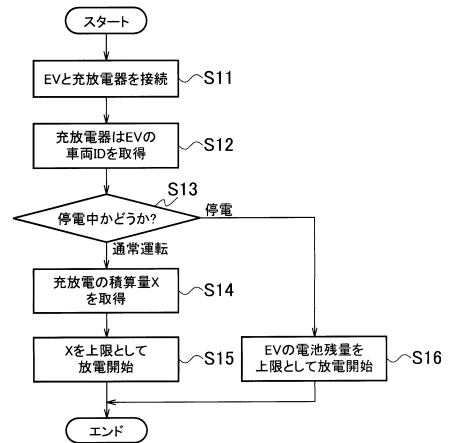 スタート
EVと充放電器を接続
S11
充放電器はEVの
車両IDを取得
S12
S13
停電中かどうか?
停電
通常運転
充放電の積算量X
を取得
S14
Xを上限として
放電開始
S15
EVの電池残量を
上限として放電開始
S16
エンド